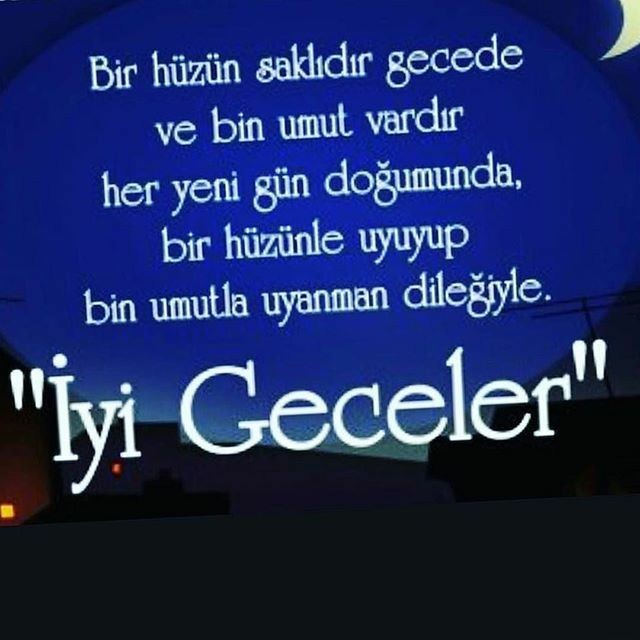 Bir hüzün saklıdır gecede
ve bin umut vardır
her yeni gün doğumunda,
bir hüzünle uyuyup
bin umutla uyanman dileğiyle.
"İyi Geceler"